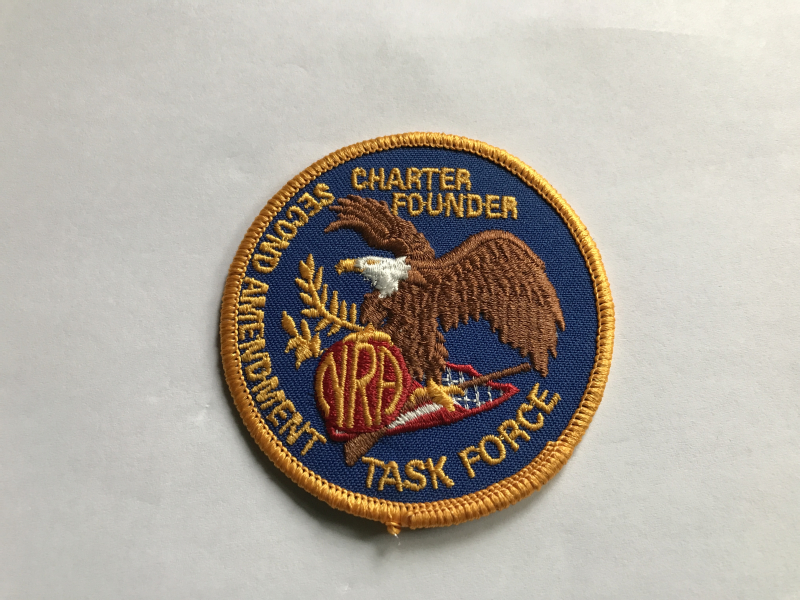 CHARTER
FOUNDER
SECOND AMENDMENT
TASK FORCE
NRA